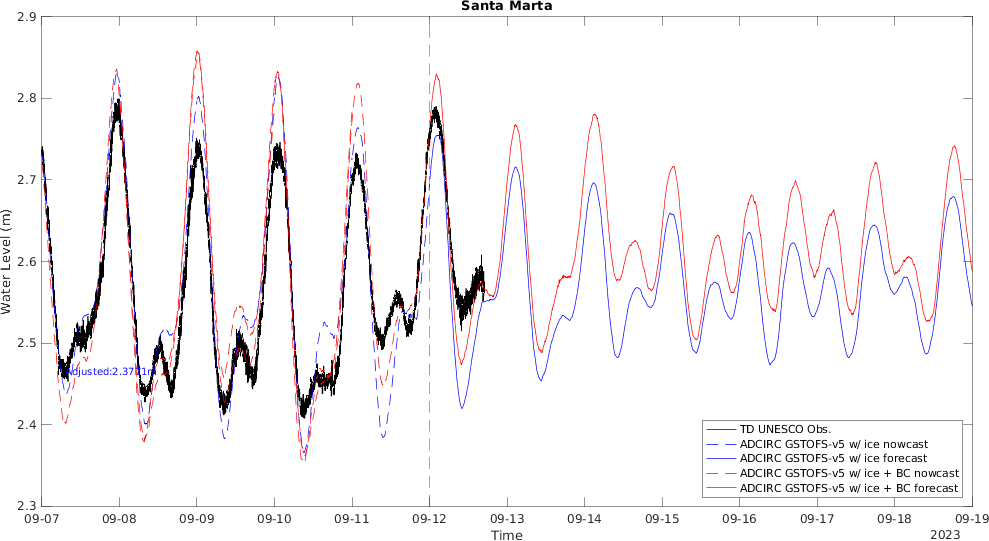 Santa Marta
Water Level (m)
2.9
2.8
2.7
2.6
2.5
2.4
2.3
TD UNESCO Obs.
ADCIRC GSTOFS-v5 w/ ice nowcast
ADCIRC GSTOFS-v5 w/ ice forecast
ADCIRC GSTOFS-v5 w/ ice + BC nowcast
ADCIRC GSTOFS-v5 w/ ice + BC forecast
09-07 09-08 09-09 09-10 09-11 09-12 09-13 09-14 09-15 09-16 09-17 09-18 09-19
Time
2023